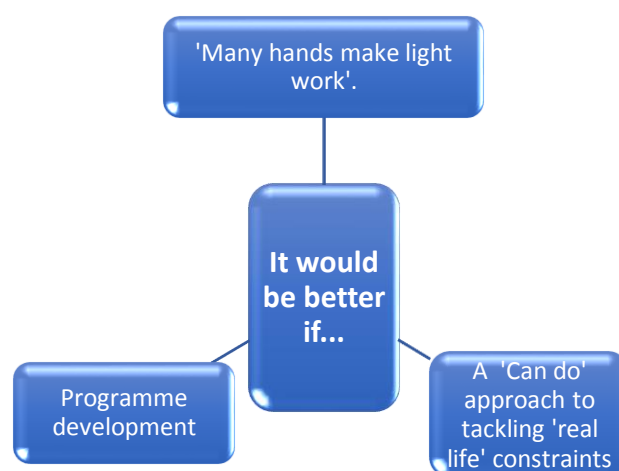 'Many hands make light
work'.
It would
be better
if...
Programme
development
A 'Can do'
approach to
tackling 'real
life' constraints